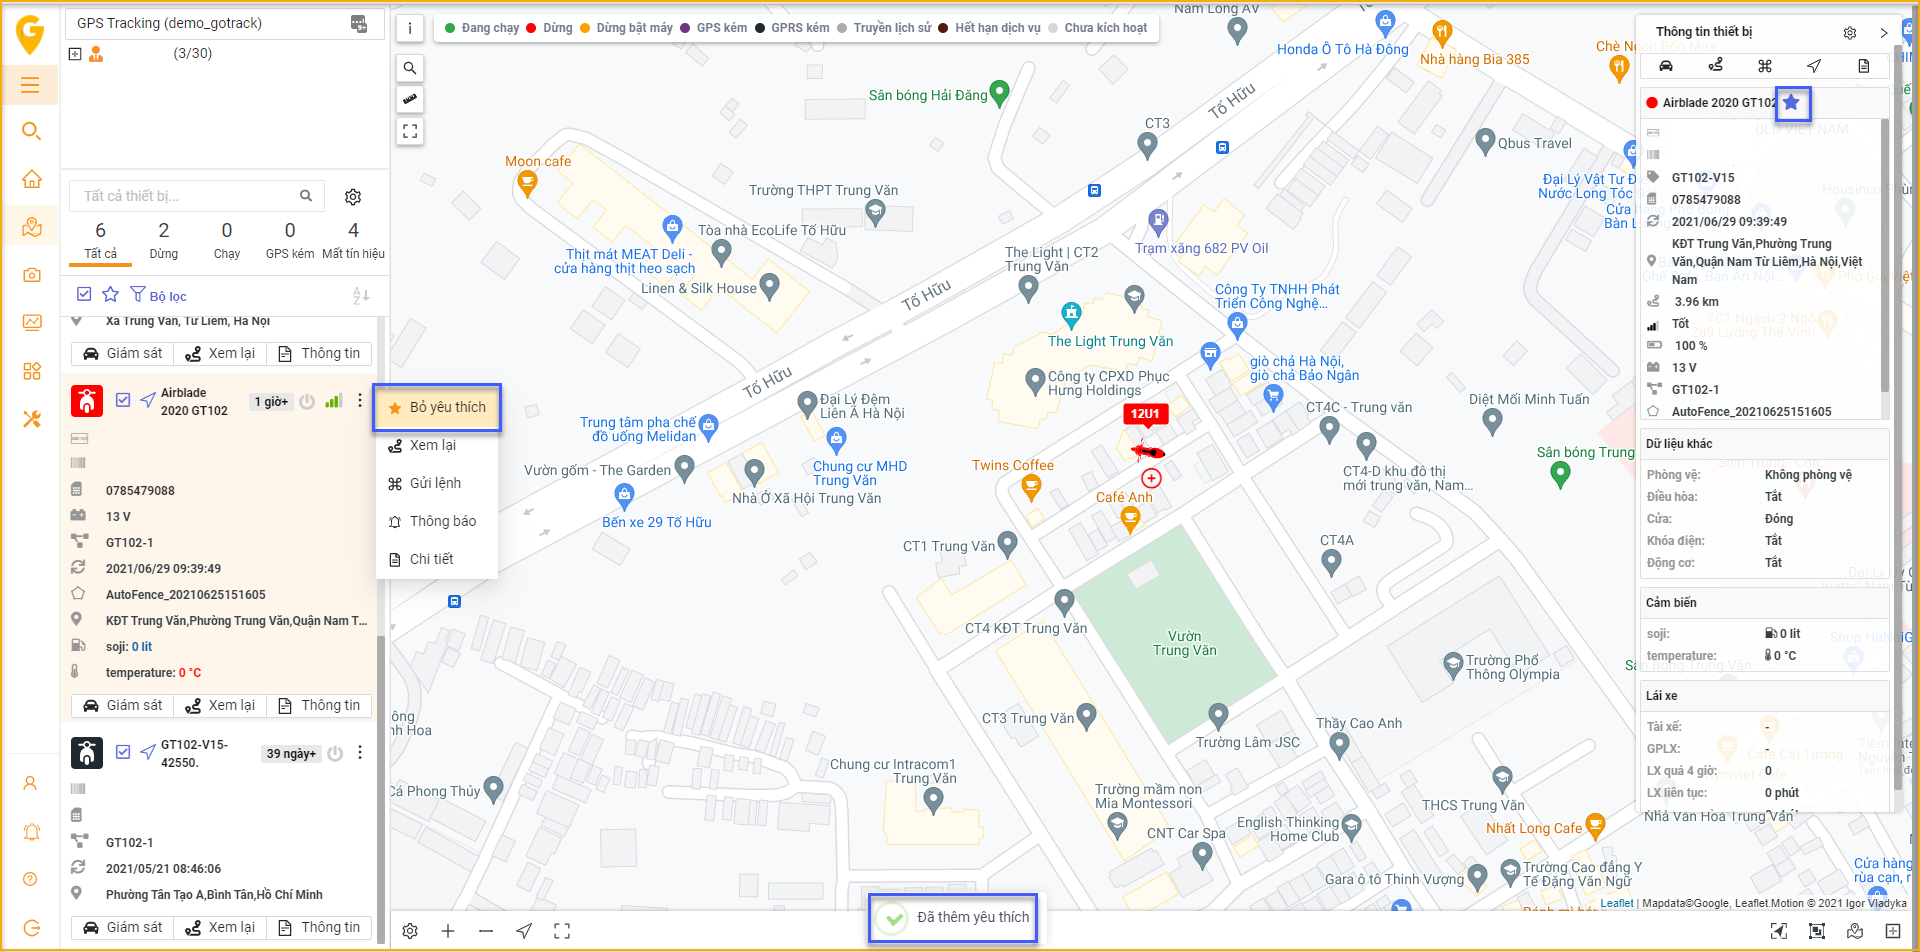 GPS Tracking (demo_gotrack)
(3/30)
Tất cả thiết bị...
6
2
0
0
4
Tất cả
Dừng
Chạy
GPS kém
Mất tín hiệu
Bộ lọc
Xã Trung Văn, Từ Liêm, Hà Nội
Giám sát
Xem lại
Thông tin
Airblade
2020 GT102
1 giờ+
0785479088
13 V
GT102-1
2021/06/29 09:39:49
AutoFence_20210625151605
KĐT Trung Văn,Phường Trung Văn,Quận Nam T...
soji: 0 lit
temperature: 0 °C
Giám sát
Xem lại
Thông tin
GT102-V15-
42550.
39 ngày+
GT102-1
2021/05/21 08:46:06
Phường Tân Tạo A,Bình Tân,Hồ Chí Minh
Giám sát
Xem lại
Thông tin
Bỏ yêu thích
Xem lại
Gửi lệnh
Thông báo
Chi tiết
i
Đang chạy
Dừng
Dừng bật máy
GPS kém
GPRS kém
Truyền lịch sử
Hết hạn dịch vụ
Chưa kích hoạt
Nam Long AV
Honda Ô Tô Hà Đông
Nhà hàng Bia 385
Chè Ngon Bốn Mùa
Sân bóng Hải Đăng
Tố Hữu
CT3
Qbus Travel
Moon cafe
Trường THPT Trung Văn
Đại Lý Vật Tư
Nước Long Tóc
Tòa nhà EcoLife Tố Hữu
Thịt mát MEAT Deli -
cửa hàng thịt heo sạch
The Light | CT2
Trung Văn
Trạm xăng 682 PV Oil
Linen & Silk House
Tố Hữu
Công Ty TNHH Phát
Triển Công Nghệ...
The Light Trung Văn
giò chả Hà Nội,
giò chả Bảo Ngân
Tố Hữu
Công ty CPXD Phục
Hưng Holdings
Đại Lý Đệm
Liên Á Hà Nội
12U1
CT4C - Trung văn
Diệt Mối Minh Tuấn
Trung tâm pha chế
đồ uống Melidan
Chung cư MHD
Trung Văn
Vườn gốm - The Garden
Nhà Ở Xã Hội Trung Văn
Twins Coffee
Café Anh
CT4-D khu đô thị
mới trung văn, Nam...
Sân bóng Trung
Bến xe 29 Tố Hữu
CT1 Trung Văn
CT4A
CT4 KĐT Trung Văn
Vườn
Trung Văn
Trường Phổ
Thông Olympia
CT3 Trung Văn
Trường Lâm JSC
Thầy Cao Anh
Chung cư Intracom1
Trung Văn
Cá Phong Thủy
Trường mầm non
Mia Montessori
CNT Car Spa
English Thinking
Home Club
THCS Trung Văn
Nhất Long Cafe
Nhà Văn Hóa Trung Văn
Gara ô tô Thinh Vượng
Trường Cao đẳng Y
Tế Đặng Văn Ngữ
Cửa hàng
rùa cạn, r
Leaflet | Mapdata©Google, Leaflet.Motion © 2021 Igor Vladyka
Đã thêm yêu thích
Thông tin thiết bị
Airblade 2020 GT102
GT102-V15
0785479088
2021/06/29 09:39:49
KĐT Trung Văn,Phường Trung
Văn,Quận Nam Từ Liêm,Hà Nội,Việt
Nam
3.96 km
Tốt
100 %
13 V
GT102-1
AutoFence_20210625151605
Dữ liệu khác
Phòng vệ: Không phòng vệ
Điều hòa: Tắt
Cửa: Đóng
Khóa điện: Tắt
Động cơ: Tắt
Cảm biến
soji: 0 lit
temperature: 0 °C
Lái xe
Tài xế: -
GPLX: -
LX quá 4 giờ: 0
LX liên tục: 0 phút